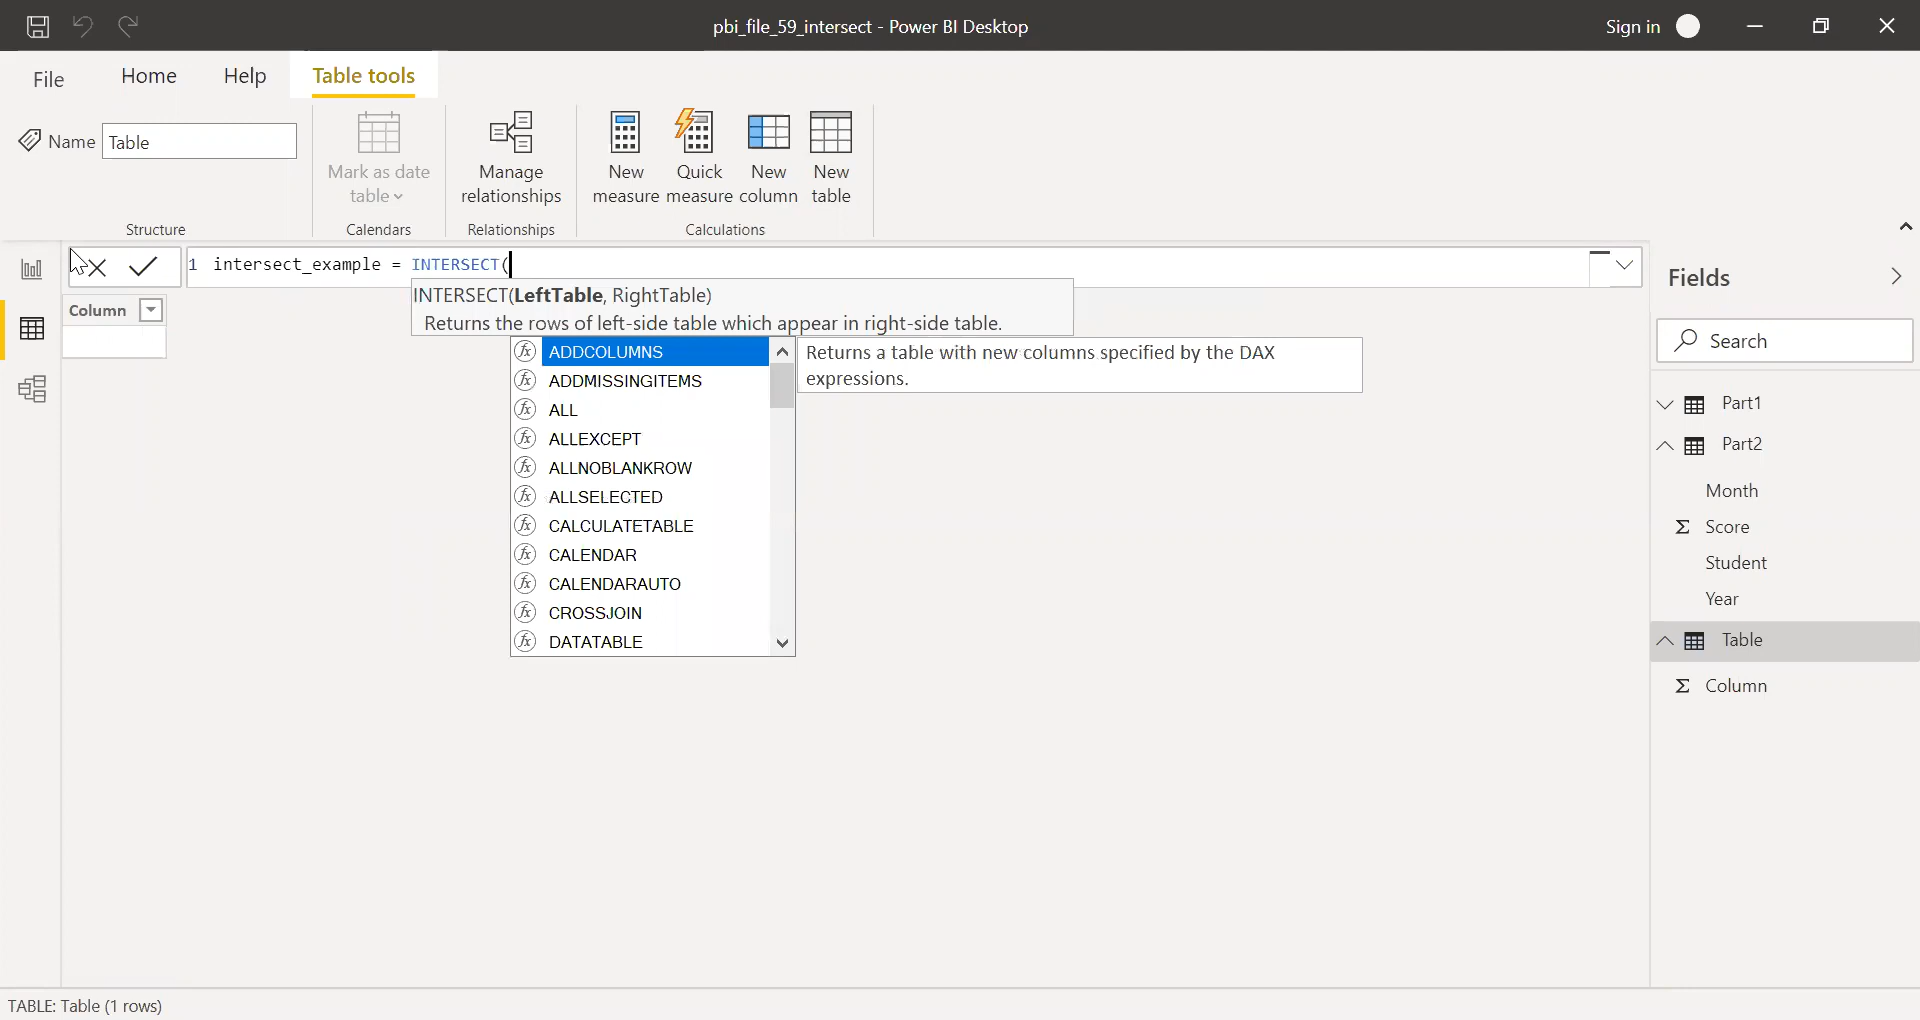 pbi_file_59_intersect - Power BI Desktop
Sign in
File
Home
Help
Table tools
Name
Table
Structure
Mark as date
table
Calendars
Manage
relationships
Relationships
New
measure
Quick
measure
New
column
New
table
Calculations
1 intersect_example = INTERSECT(
INTERSECT(LeftTable, RightTable)
Returns the rows of left-side table which appear in right-side table.
Column
ADDCOLUMNS
ADDMISSINGITEMS
ALL
ALLEXCEPT
ALLNOBLANKROW
ALLSELECTED
CALCULATETABLE
CALENDAR
CALENDARAUTO
CROSSJOIN
DATATABLE
Returns a table with new columns specified by the DAX
expressions.
Fields
Search
Part1
Part2
Month
Σ Score
Student
Year
Table
Σ Column
TABLE: Table (1 rows)